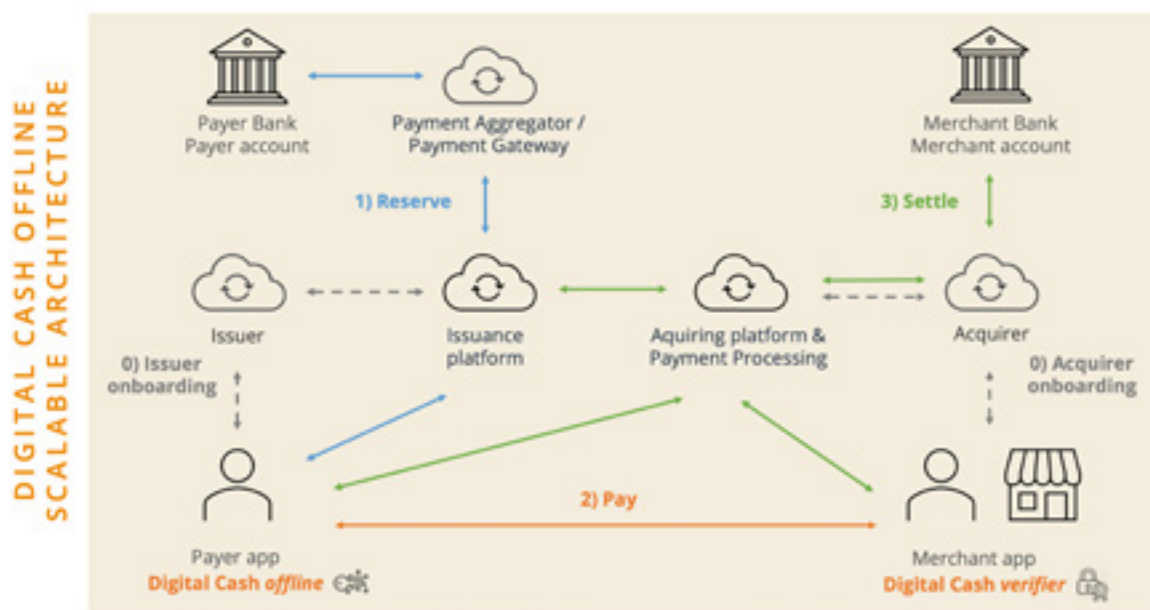 DIGITAL CASH OFFLINE
SCALABLE ARCHITECTURE
Payer Bank
Payer account
Payment Aggregator /
Payment Gateway
Merchant Bank
Merchant account
1) Reserve
3) Settle
Issuer
Issuance
platform
Aquiring platform &
Payment Processing
Acquirer
0) Issuer
onboarding
0) Acquirer
onboarding
2) Pay
Payer app
Digital Cash offline
Merchant app
Digital Cash verifier